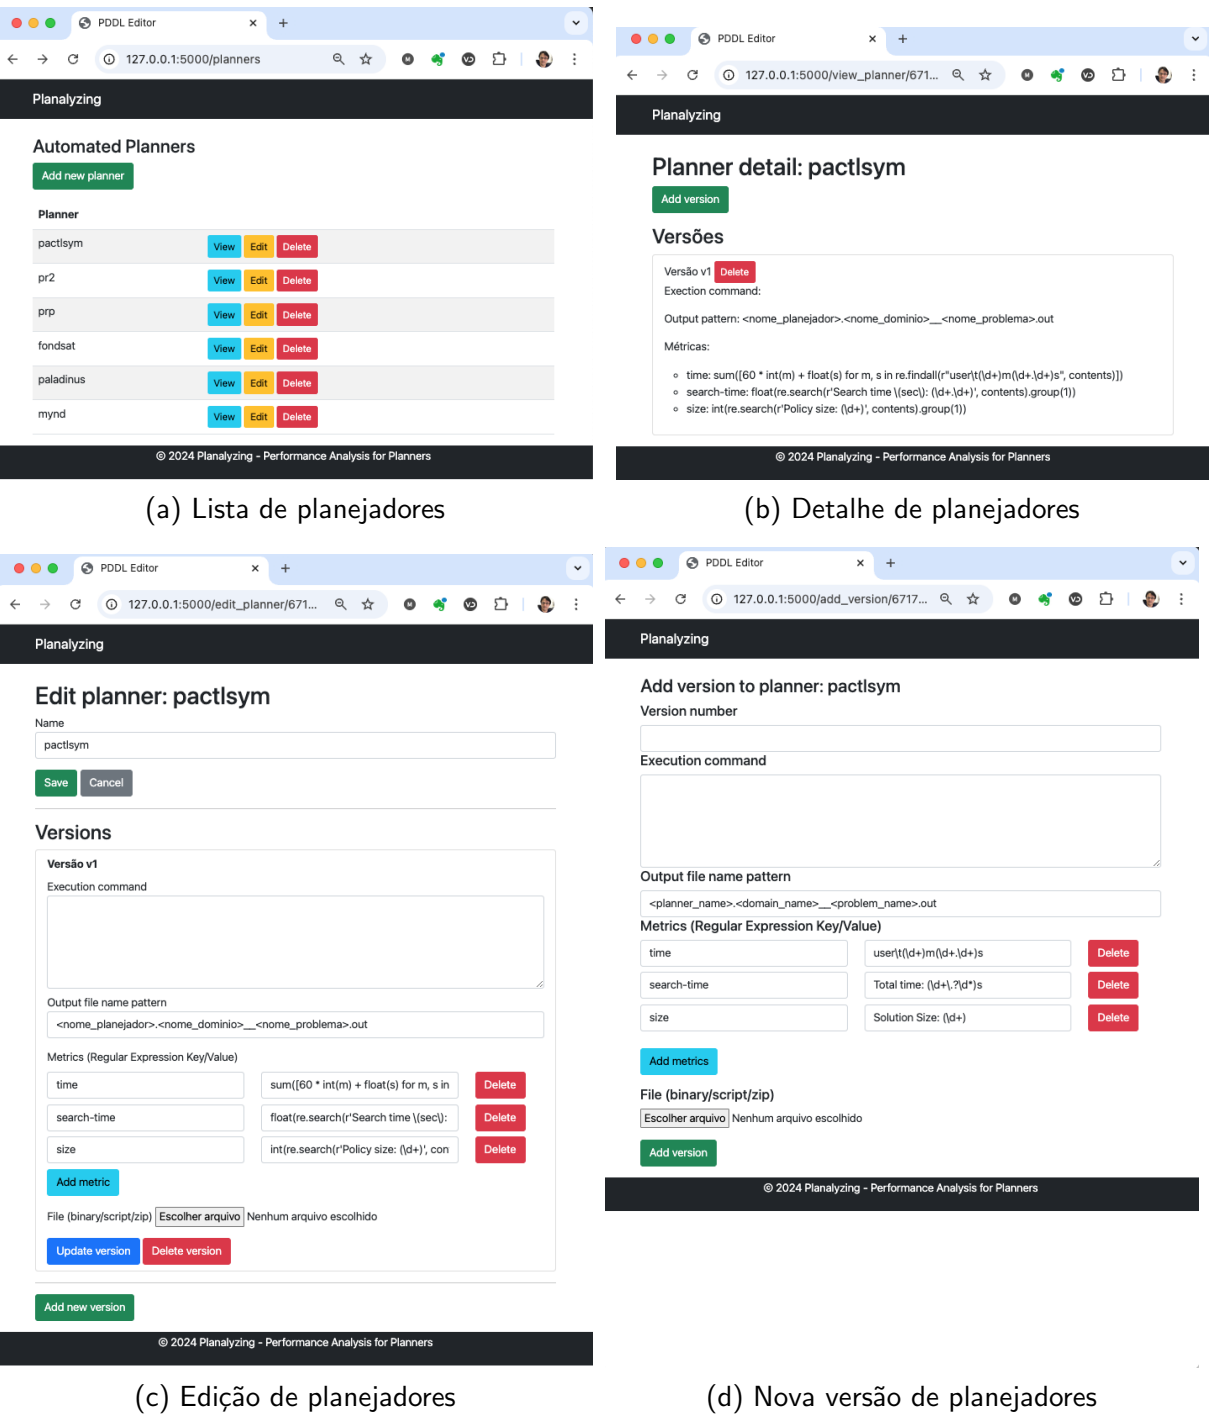 PDDL Editor
127.0.0.1:5000/planners
Planalyzing
Automated Planners
Add new planner
Planner
pactlsym View Edit Delete
pr2 View Edit Delete
prp View Edit Delete
fondsat View Edit Delete
paladinus View Edit Delete
mynd View Edit Delete
© 2024 Planalyzing - Performance Analysis for Planners
(a) Lista de planejadores
PDDL Editor
127.0.0.1:5000/view_planner/671...
Planalyzing
Planner detail: pactlsym
Add version
Versões
Versão v1 Delete
Exection command:
Output pattern: <nome_planejador>.<nome_dominio>__<nome_problema>.out
Métricas:
time: sum([60 * int(m) + float(s) for m, s in re.findall(r"user\t(\d+)m(\d+.\d+)s", contents)])
search-time: float(re.search(r'Search time \(sec\): (\d+.\d+)', contents).group(1))
size: int(re.search(r'Policy size: (\d+)', contents).group(1))
© 2024 Planalyzing - Performance Analysis for Planners
(b) Detalhe de planejadores
PDDL Editor
127.0.0.1:5000/edit_planner/671...
Planalyzing
Edit planner: pactlsym
Name
pactlsym
Save Cancel
Versions
Versão v1
Execution command
Output file name pattern
<nome_planejador>.<nome_dominio>__<nome_problema>.out
Metrics (Regular Expression Key/Value)
time sum([60 * int(m) + float(s) for m, s in Delete
search-time float(re.search(r'Search time \(sec\): Delete
size int(re.search(r'Policy size: (\d+)', con Delete
Add metric
File (binary/script/zip) Escolher arquivo Nenhum arquivo escolhido
Update version Delete version
Add new version
© 2024 Planalyzing - Performance Analysis for Planners
(c) Edição de planejadores
PDDL Editor
127.0.0.1:5000/add_version/6717...
Planalyzing
Add version to planner: pactlsym
Version number
Execution command
Output file name pattern
<planner_name>.<domain_name>__<problem_name>.out
Metrics (Regular Expression Key/Value)
time user\t(\d+)m(\d+.\d+)s Delete
search-time Total time: (\d+\.?\d*)s Delete
size Solution Size: (\d+) Delete
Add metrics
File (binary/script/zip)
Escolher arquivo Nenhum arquivo escolhido
Add version
© 2024 Planalyzing - Performance Analysis for Planners
(d) Nova versão de planejadores